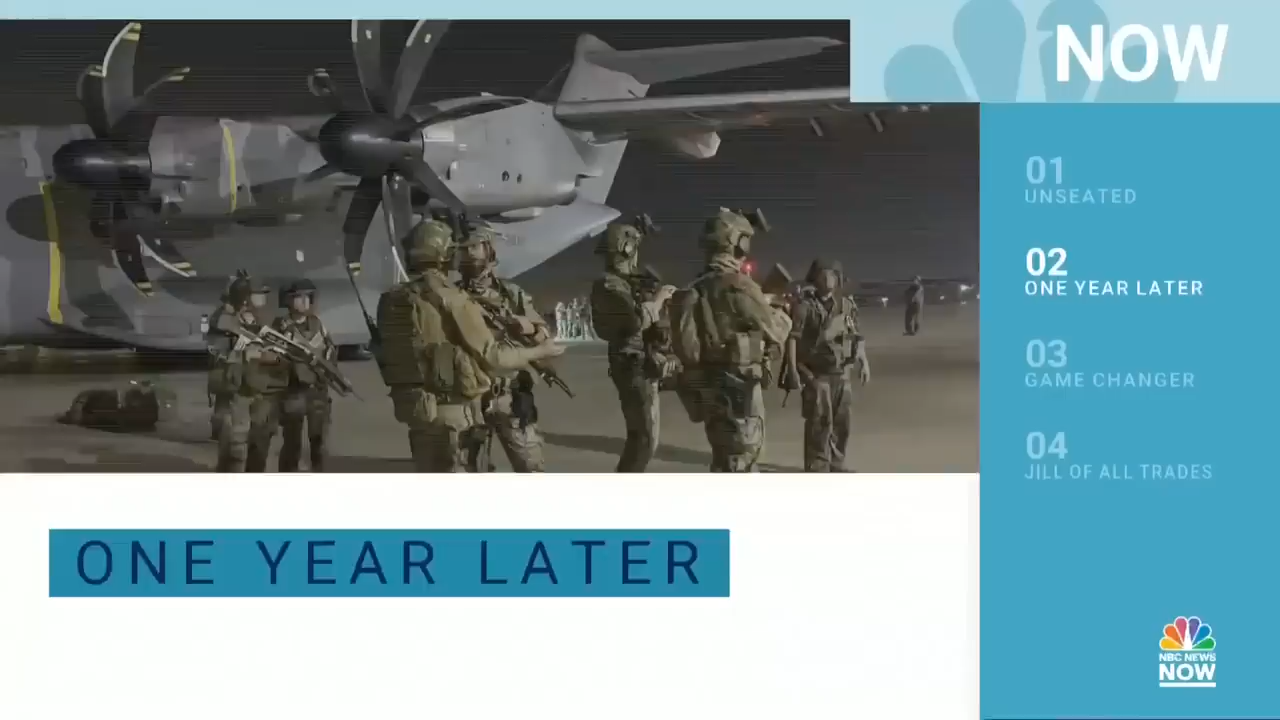 NOW
01
UNSEATED
02
ONE YEAR LATER
03
GAME CHANGER
04
JILL OF ALL TRADES
ONE YEAR LATER
NBC NEWS
NOW